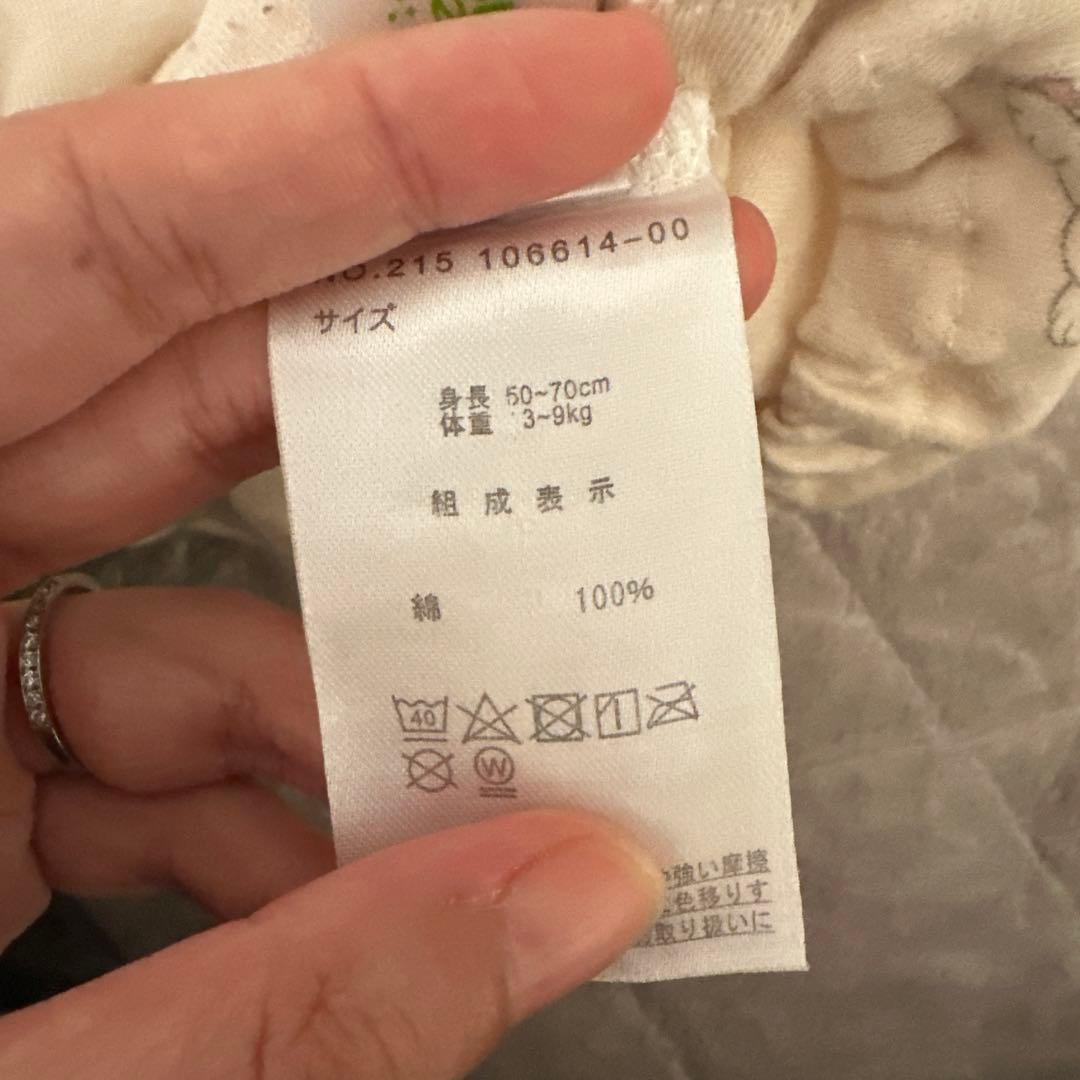 NO.215 106614-00
サイズ
身長 50~70cm
体重 3~9kg
組成表示
綿 100%
40
W
強い摩擦
色移りす
取り扱いに